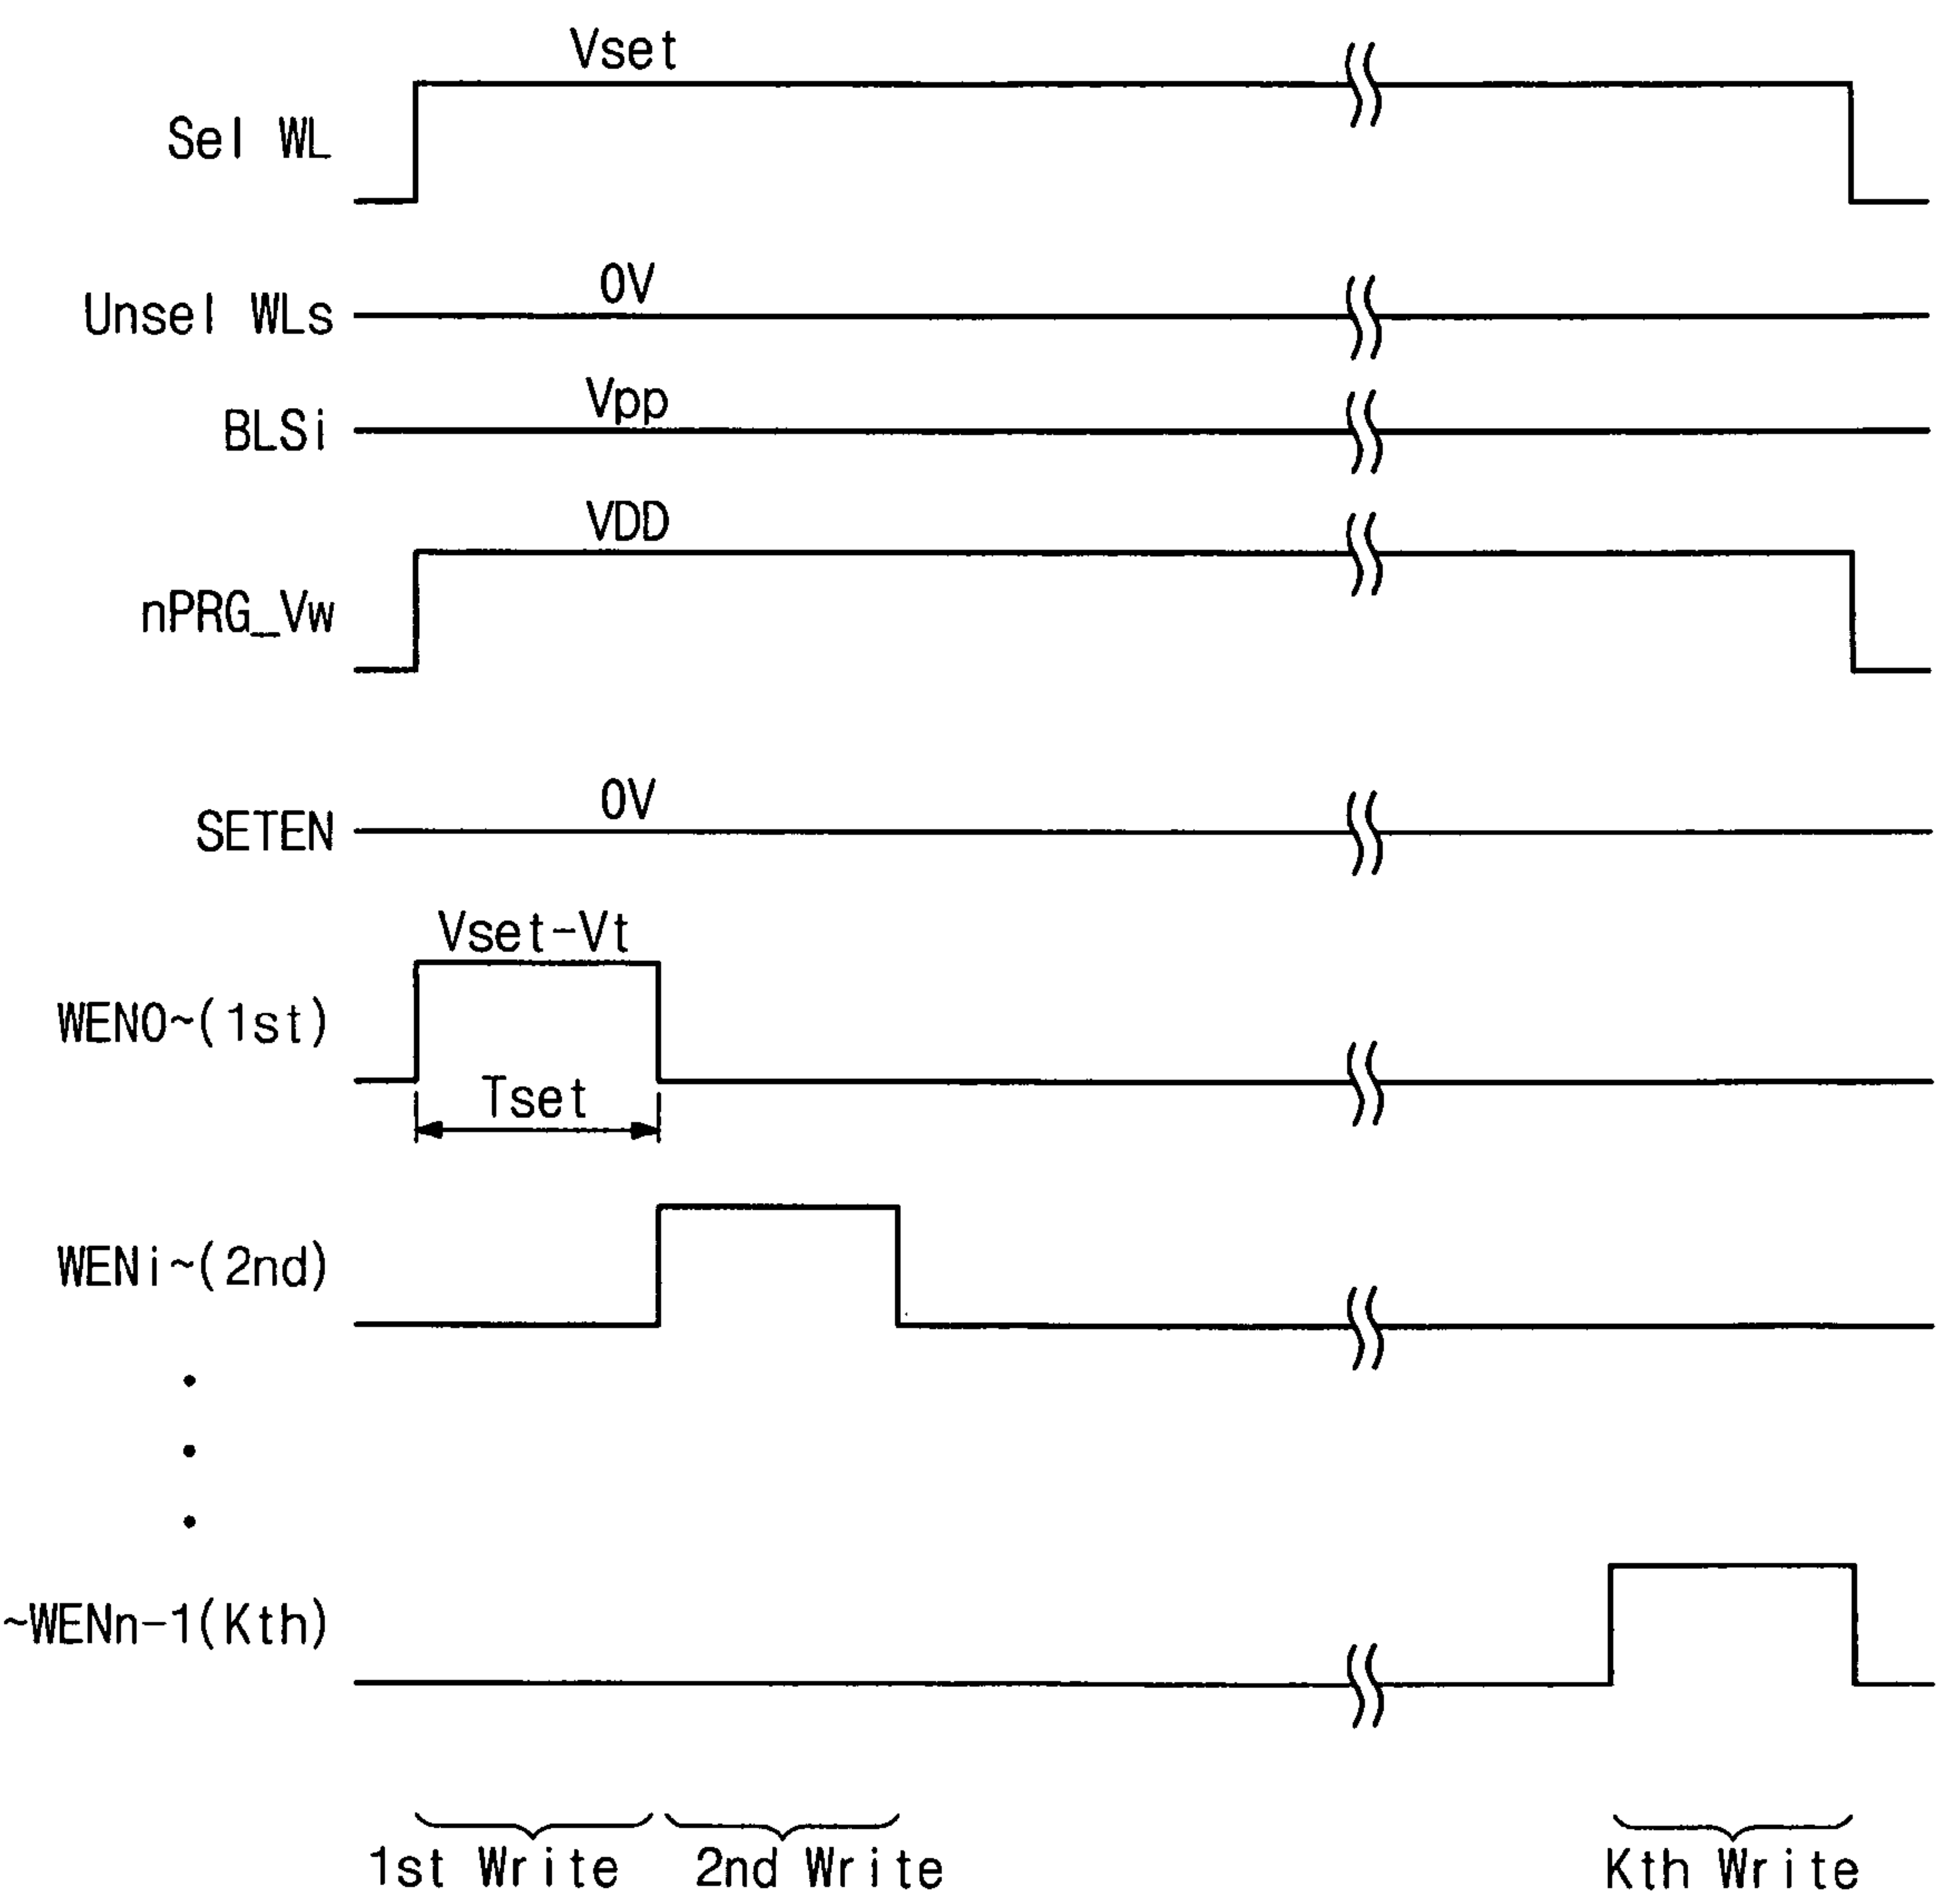 Vset
Sel WL
0V
Unsel WLs
Vpp
BLSi
VDD
nPRG_Vw
0V
SETEN
Vset-Vt
WEN0~(1st)
Tset
WENi~(2nd)
~WENn-1(Kth)
1st Write 2nd Write Kth Write